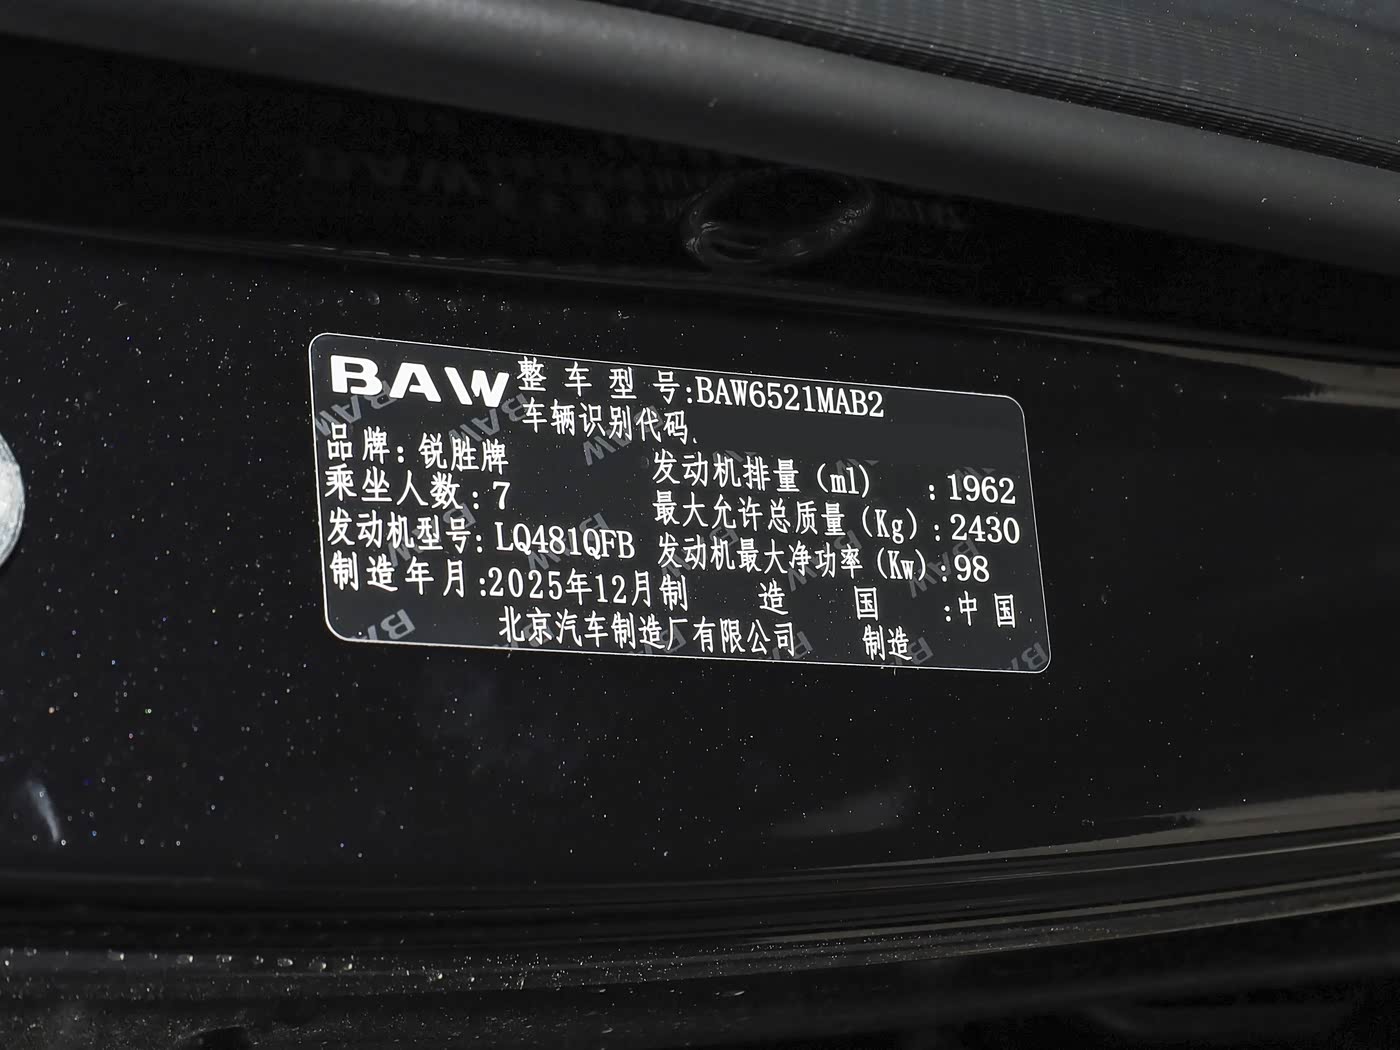 BAW 整车型号:BAW6521MAB2
车辆识别代码
品牌:锐胜牌 发动机排量(ml) :1962
乘坐人数:7 最大允许总质量(Kg):2430
发动机型号:LQ481QFB 发动机最大净功率(Kw):98
制造年月:2025年12月 制造国:中国
北京汽车制造厂有限公司 制造